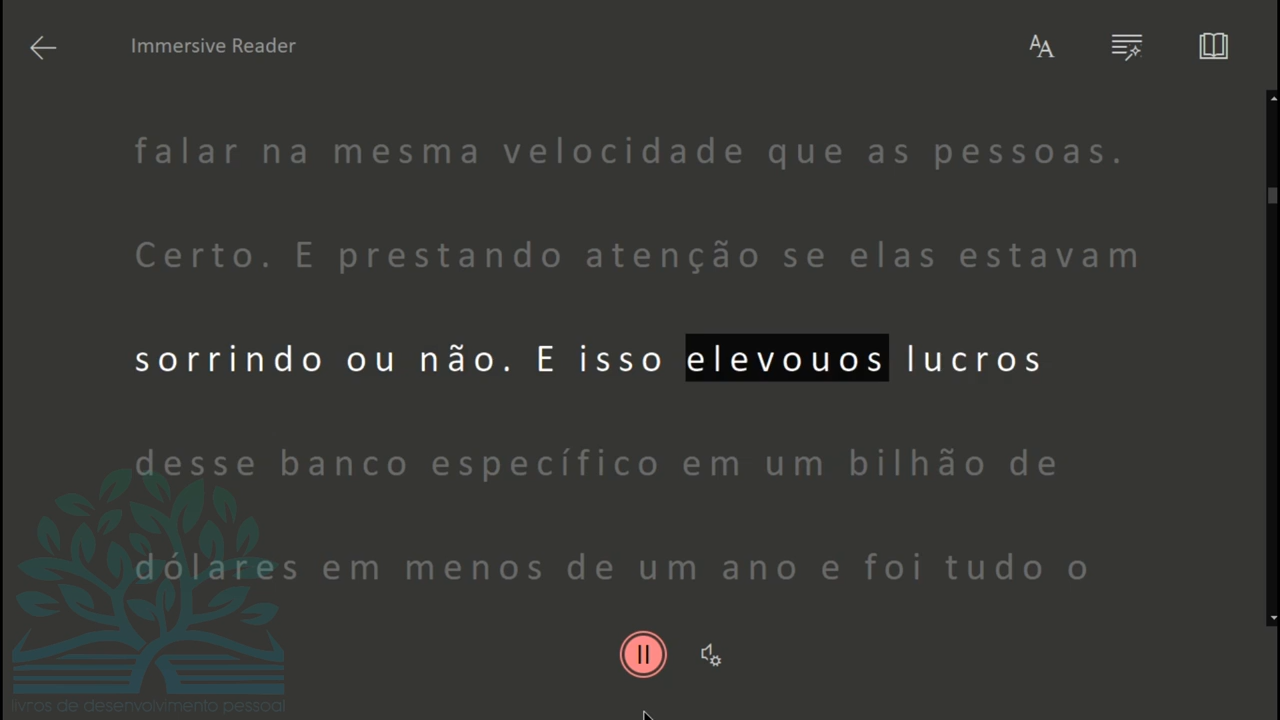 Immersive Reader
falar na mesma velocidade que as pessoas.
Certo. E prestando atenção se elas estavam
sorrindo ou não. E isso elevouos lucros
desse banco específico em um bilhão de
dólares em menos de um ano e foi tudo o
livros de desenvolvimento pessoal